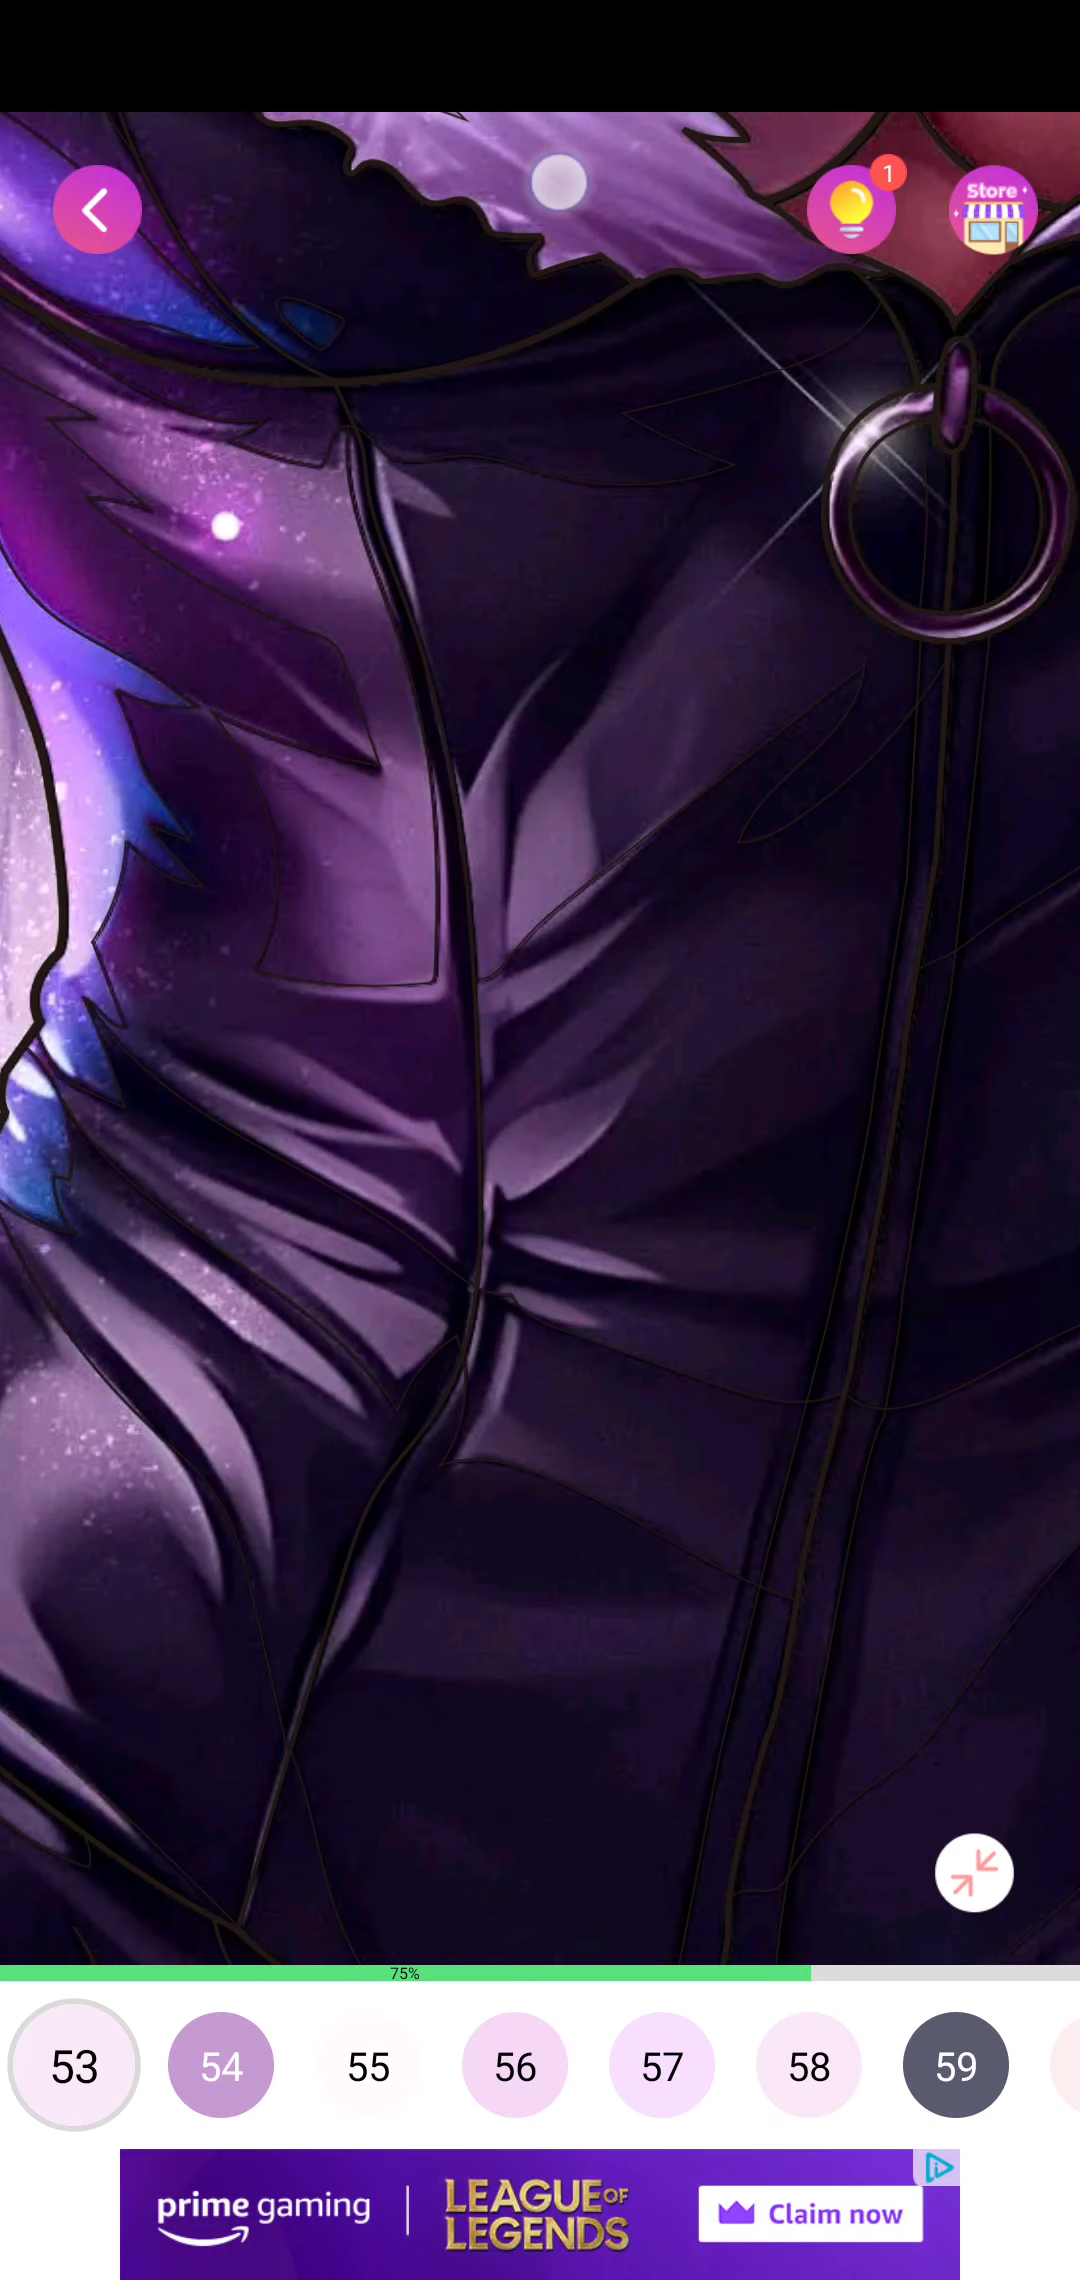 1
Store
75%
53 54 55 56 57 58 59
prime gaming
LEAGUE OF
LEGENDS
Claim now